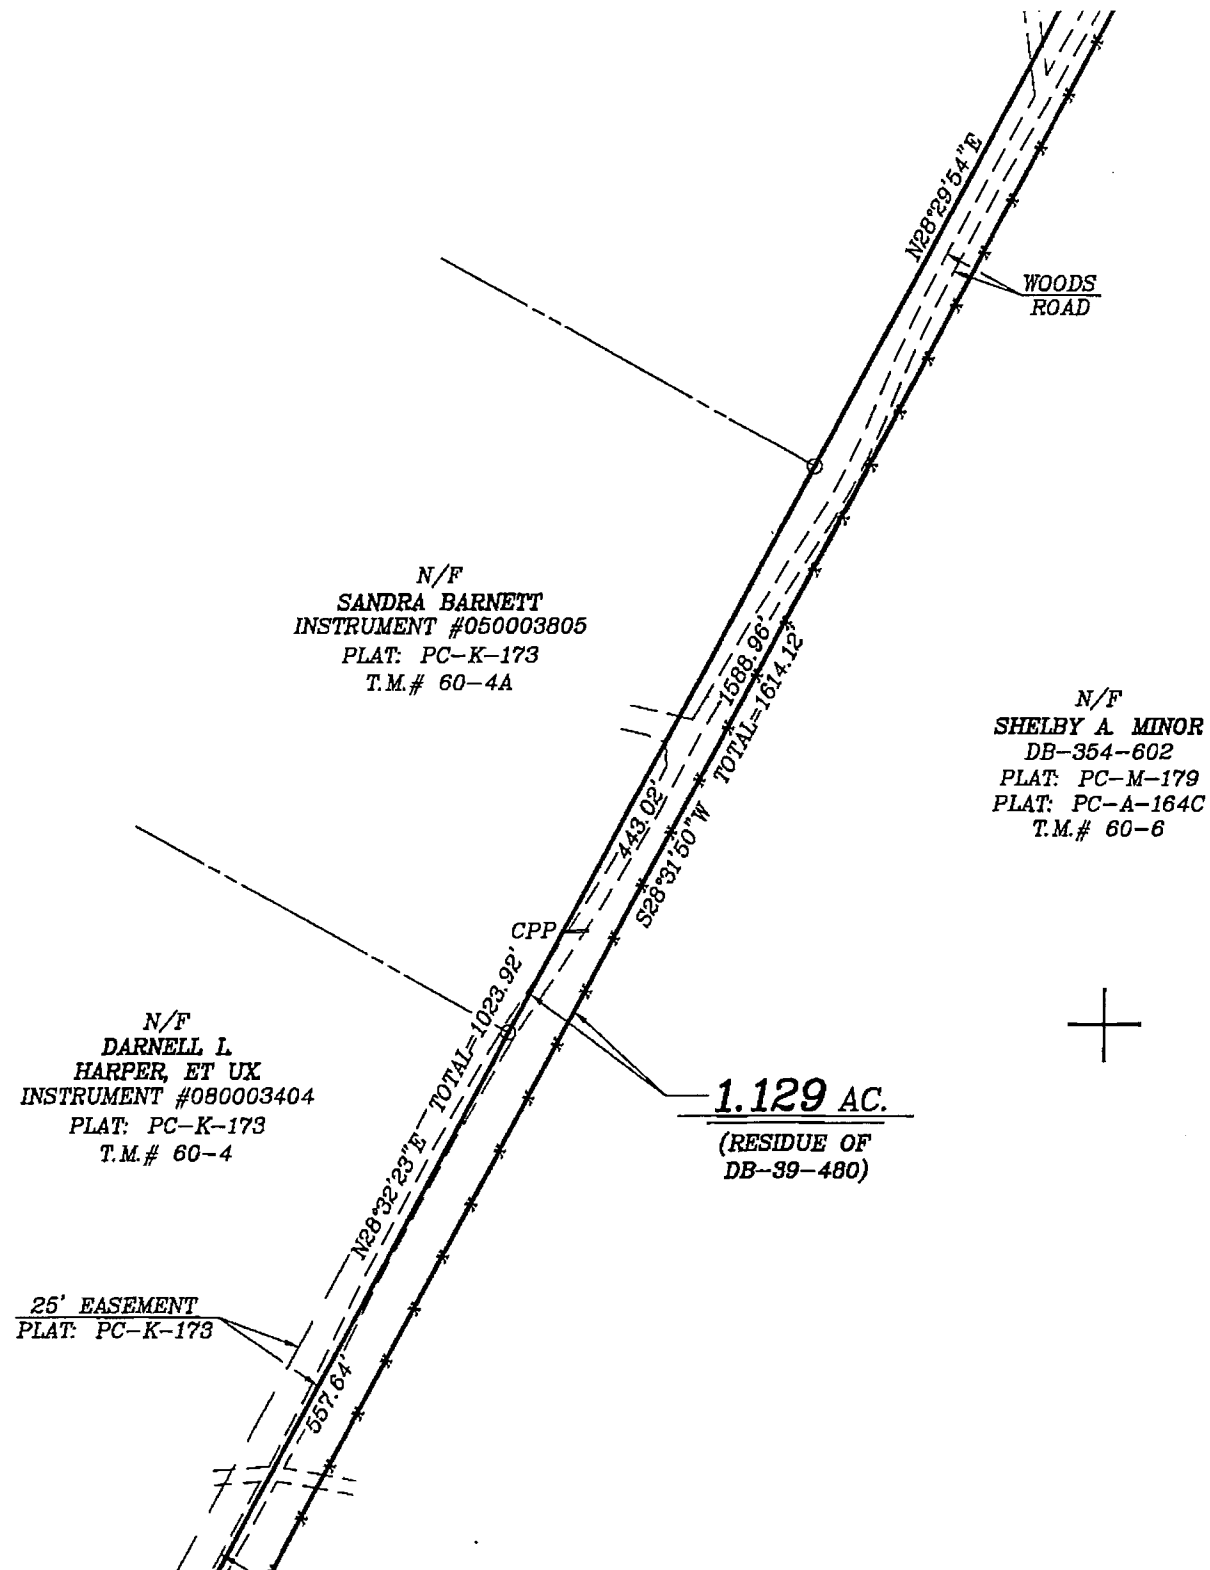 N28°29'54"E
WOODS
ROAD
N/F
SANDRA BARNETT
INSTRUMENT #050003805
PLAT: PC-K-173
T.M.# 60-4A
1588.96'
S28°31'50"W TOTAL=1614.12'
N/F
SHELBY A. MINOR
DB-354-602
PLAT: PC-M-179
PLAT: PC-A-164C
T.M.# 60-6
443.02'
CPP
N28°32'23"E TOTAL=1023.92'
N/F
DARNELL L.
HARPER, ET UX
INSTRUMENT #080003404
PLAT: PC-K-173
T.M.# 60-4
1.129 AC.
(RESIDUE OF
DB-39-480)
25' EASEMENT
PLAT: PC-K-173
557.64'